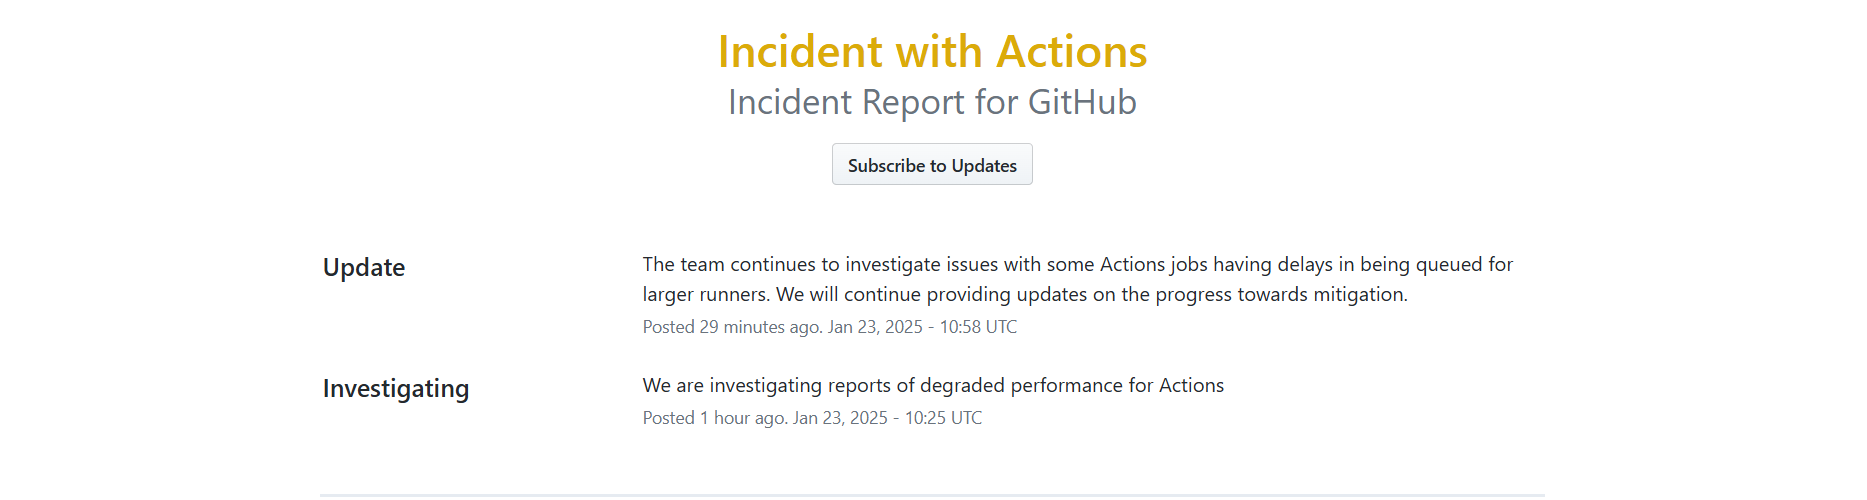 Incident with Actions
Incident Report for GitHub
Subscribe to Updates
Update
The team continues to investigate issues with some Actions jobs having delays in being queued for
larger runners. We will continue providing updates on the progress towards mitigation.
Posted 29 minutes ago. Jan 23, 2025 - 10:58 UTC
Investigating
We are investigating reports of degraded performance for Actions
Posted 1 hour ago. Jan 23, 2025 - 10:25 UTC